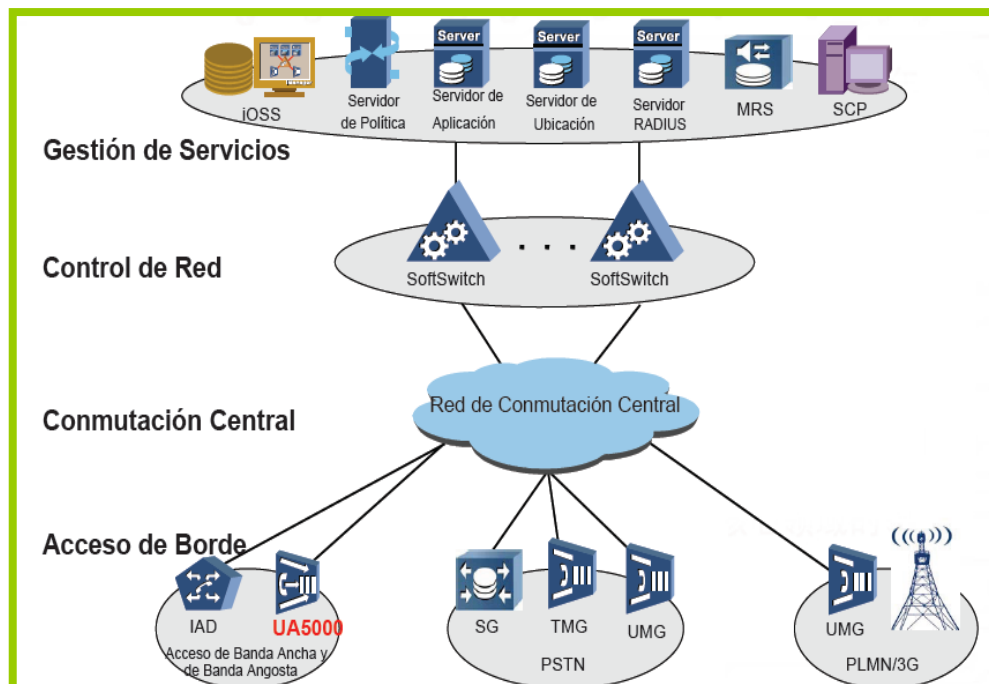 Server
Server
Server
iOSS
Servidor
de Política
Servidor de
Aplicación
Servidor de
Ubicación
Servidor
RADIUS
MRS
SCP
Gestión de Servicios
Control de Red
SoftSwitch
. . .
SoftSwitch
Conmutación Central
Red de Conmutación Central
Acceso de Borde
IAD
UA5000
Acceso de Banda Ancha y
de Banda Angosta
SG
TMG
UMG
PSTN
UMG
PLMN/3G